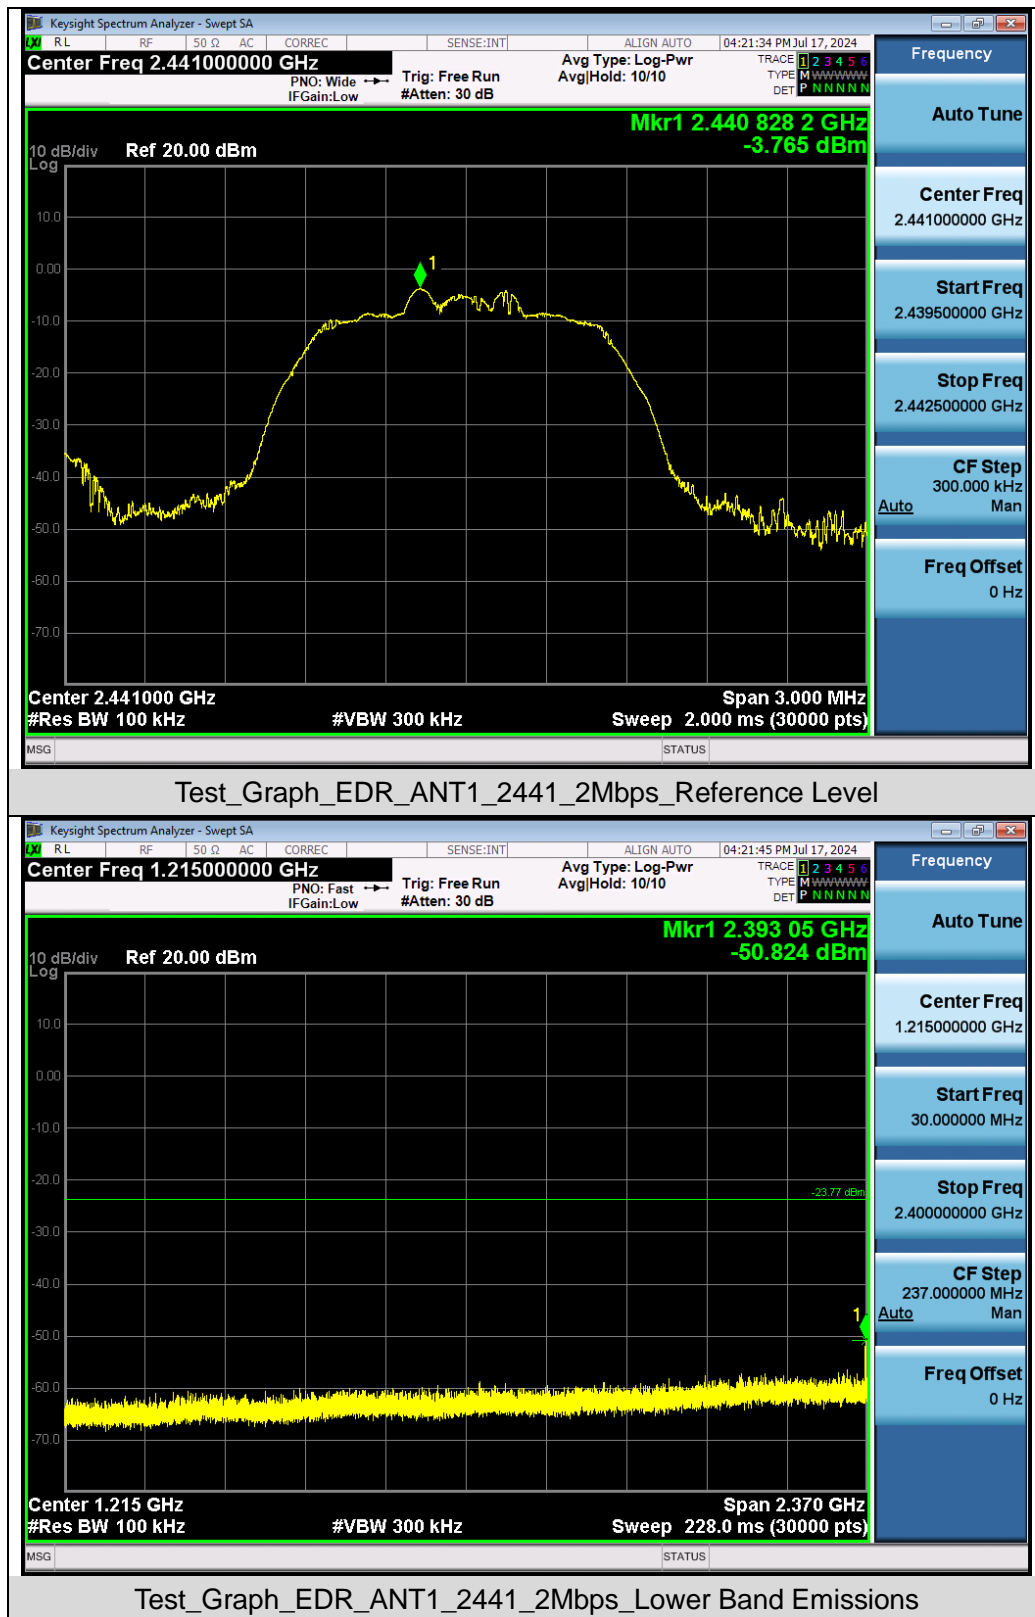 Keysight Spectrum Analyzer - Swept SA
LXI RL RF 50 Ω AC CORREC SENSE:INT ALIGN AUTO 04:21:34 PM Jul 17, 2024
Center Freq 2.441000000 GHz
PNO: Wide
IFGain:Low
Trig: Free Run
#Atten: 30 dB
Avg Type: Log-Pwr
Avg|Hold: 10/10
TRACE 1 2 3 4 5 6
TYPE M W W W W W
DET P N N N N N
Mkr1 2.440 828 2 GHz
-3.765 dBm
10 dB/div Ref 20.00 dBm
Log
10.0
0.00
-10.0
-20.0
-30.0
-40.0
-50.0
-60.0
-70.0
1
Center 2.441000 GHz Span 3.000 MHz
#Res BW 100 kHz #VBW 300 kHz Sweep 2.000 ms (30000 pts)
MSG STATUS
Frequency
Auto Tune
Center Freq
2.441000000 GHz
Start Freq
2.439500000 GHz
Stop Freq
2.442500000 GHz
CF Step
300.000 kHz
Auto Man
Freq Offset
0 Hz
Test_Graph_EDR_ANT1_2441_2Mbps_Reference Level
Keysight Spectrum Analyzer - Swept SA
LXI RL RF 50 Ω AC CORREC SENSE:INT ALIGN AUTO 04:21:45 PM Jul 17, 2024
Center Freq 1.215000000 GHz
PNO: Fast
IFGain:Low
Trig: Free Run
#Atten: 30 dB
Avg Type: Log-Pwr
Avg|Hold: 10/10
TRACE 1 2 3 4 5 6
TYPE M W W W W W
DET P N N N N N
Mkr1 2.393 05 GHz
-50.824 dBm
10 dB/div Ref 20.00 dBm
Log
10.0
0.00
-10.0
-20.0
-30.0
-40.0
-50.0
-60.0
-70.0
-23.77 dBm
1
Center 1.215 GHz Span 2.370 GHz
#Res BW 100 kHz #VBW 300 kHz Sweep 228.0 ms (30000 pts)
MSG STATUS
Frequency
Auto Tune
Center Freq
1.215000000 GHz
Start Freq
30.000000 MHz
Stop Freq
2.400000000 GHz
CF Step
237.000000 MHz
Auto Man
Freq Offset
0 Hz
Test_Graph_EDR_ANT1_2441_2Mbps_Lower Band Emissions